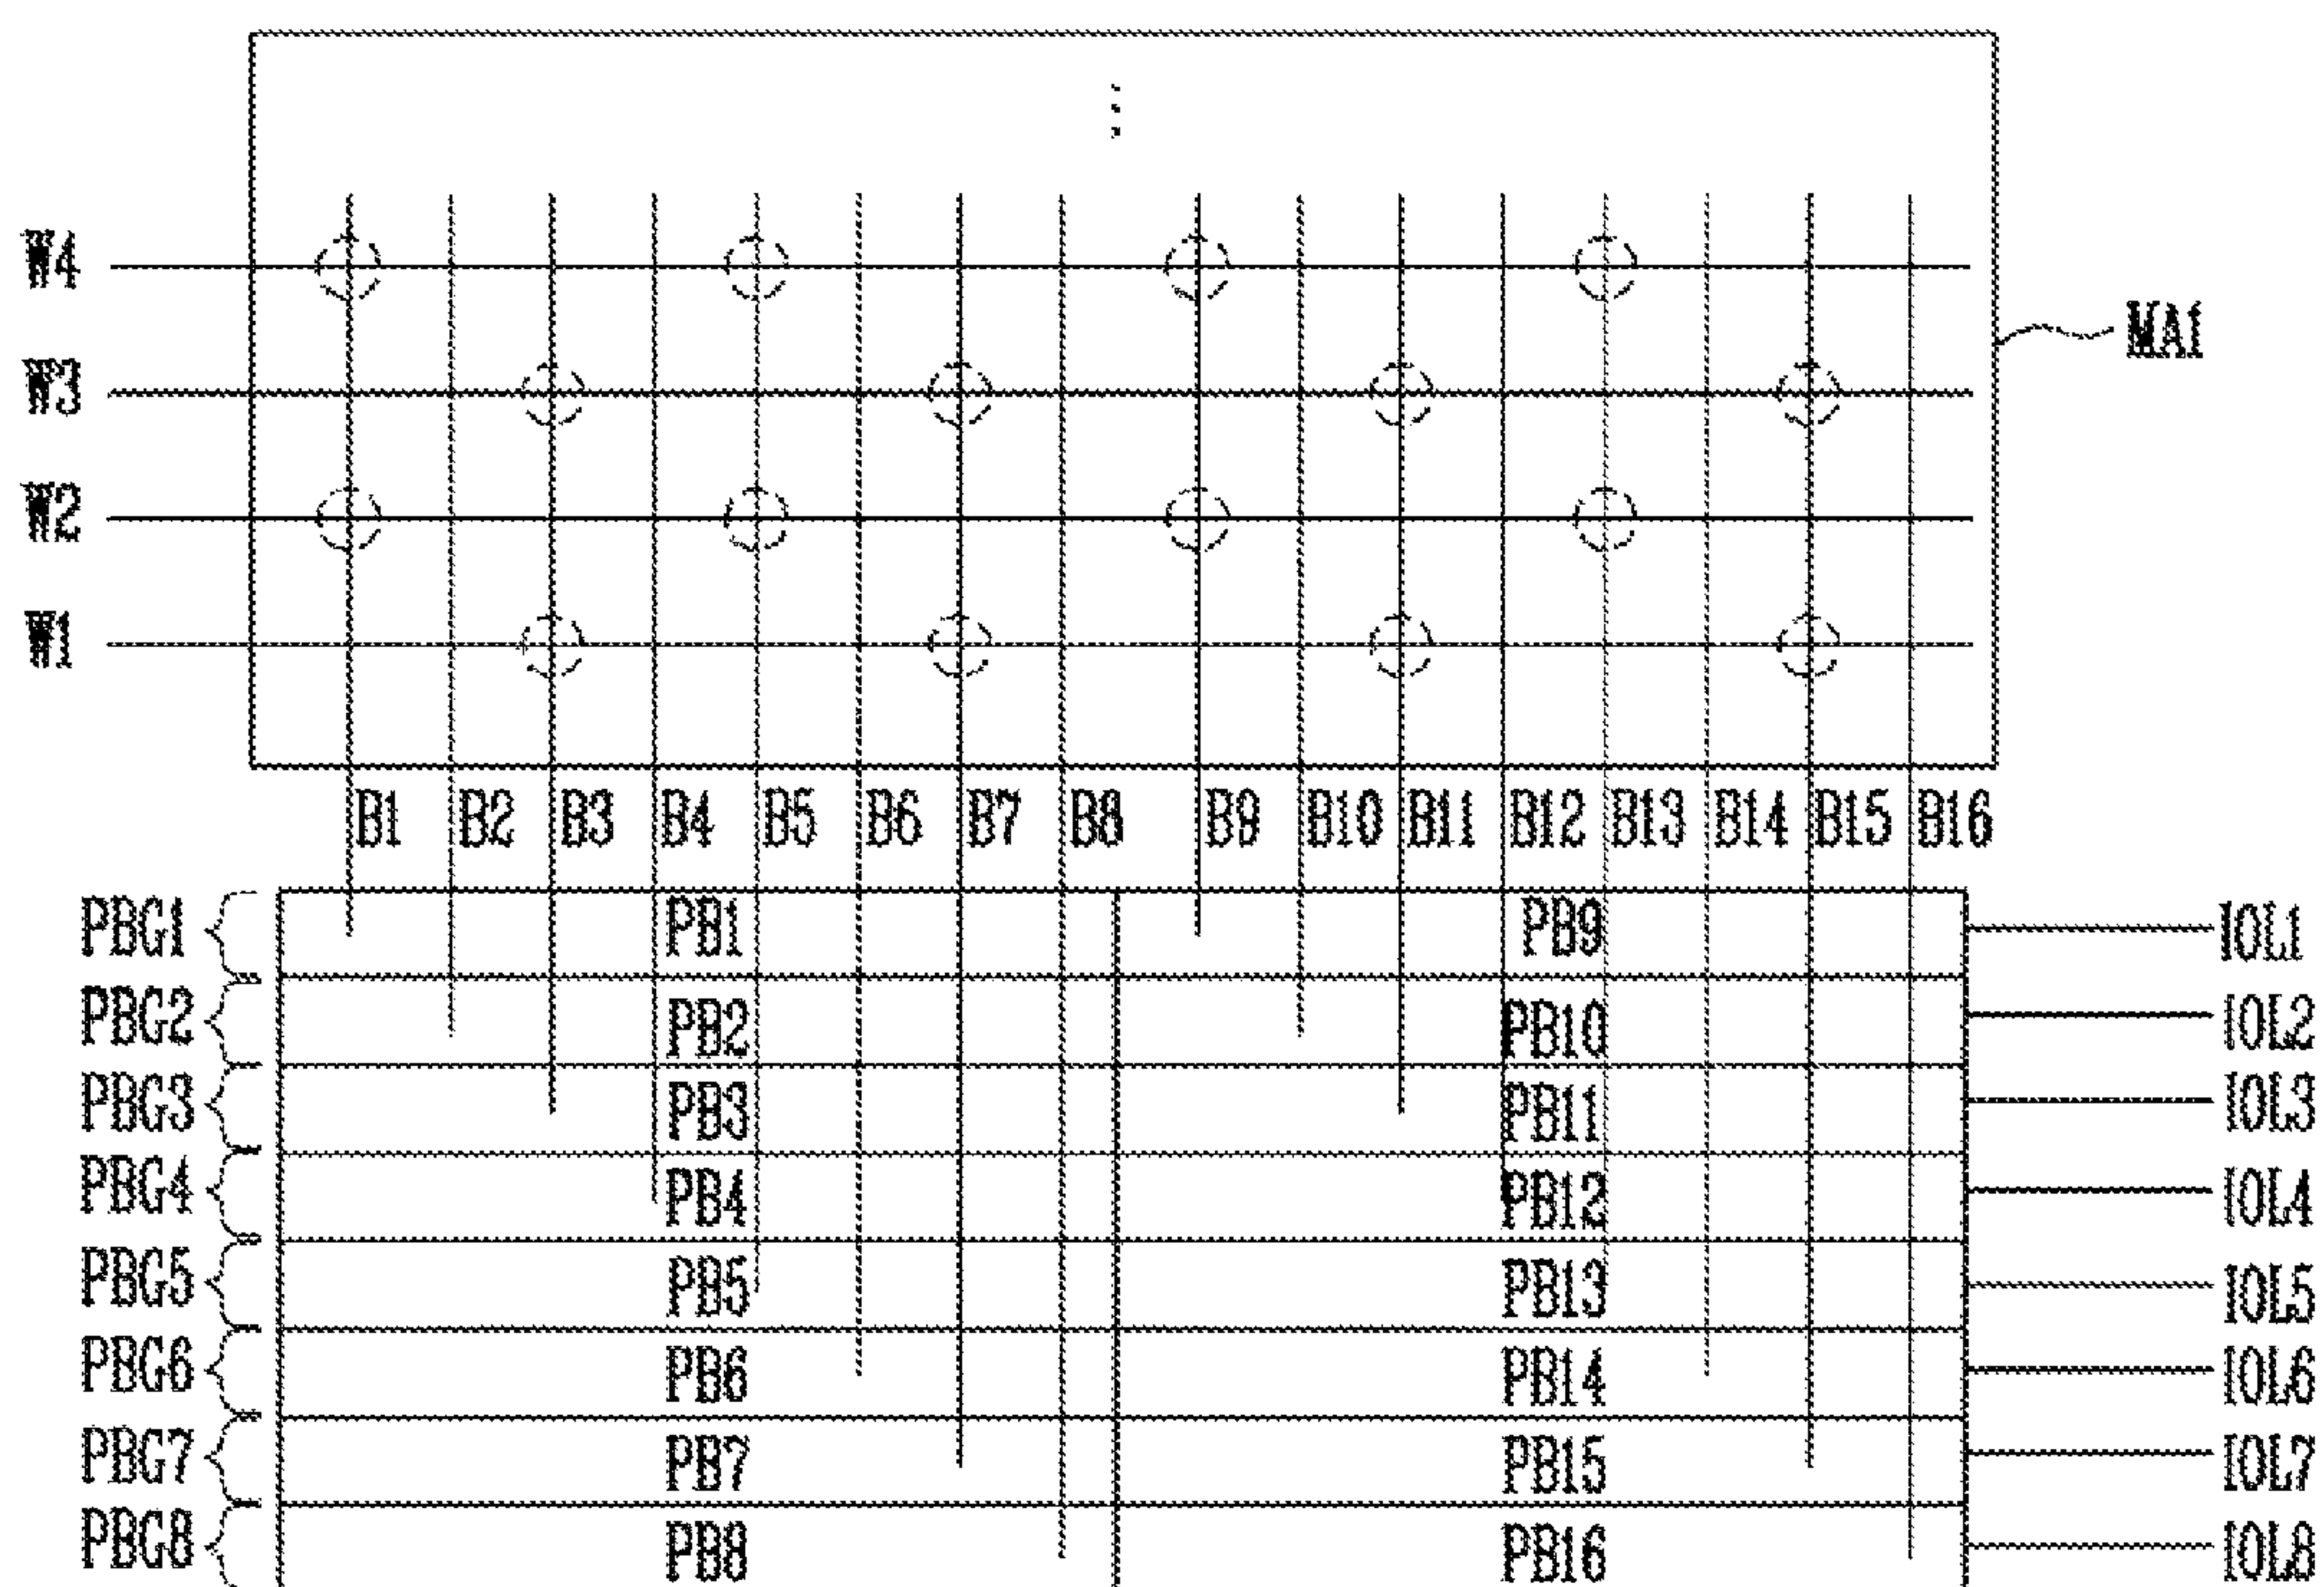 ⋮
W4
MA1
W3
W2
W1
B1 B2 B3 B4 B5 B6 B7 B8 B9 B10 B11 B12 B13 B14 B15 B16
PBG1 PB1 PB9 IOL1
PBG2 PB2 PB10 IOL2
PBG3 PB3 PB11 IOL3
PBG4 PB4 PB12 IOL4
PBG5 PB5 PB13 IOL5
PBG6 PB6 PB14 IOL6
PBG7 PB7 PB15 IOL7
PBG8 PB8 PB16 IOL8